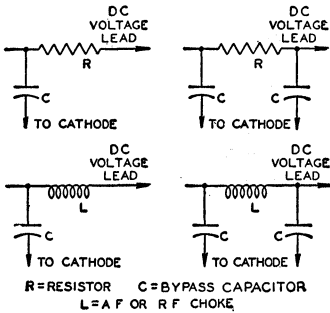 DC
VOLTAGE
LEAD
R
C
TO CATHODE
DC
VOLTAGE
LEAD
R
C
C
TO CATHODE
DC
VOLTAGE
LEAD
L
C
TO CATHODE
DC
VOLTAGE
LEAD
L
C
C
TO CATHODE
R=RESISTOR C=BYPASS CAPACITOR
L=A F OR R F CHOKE